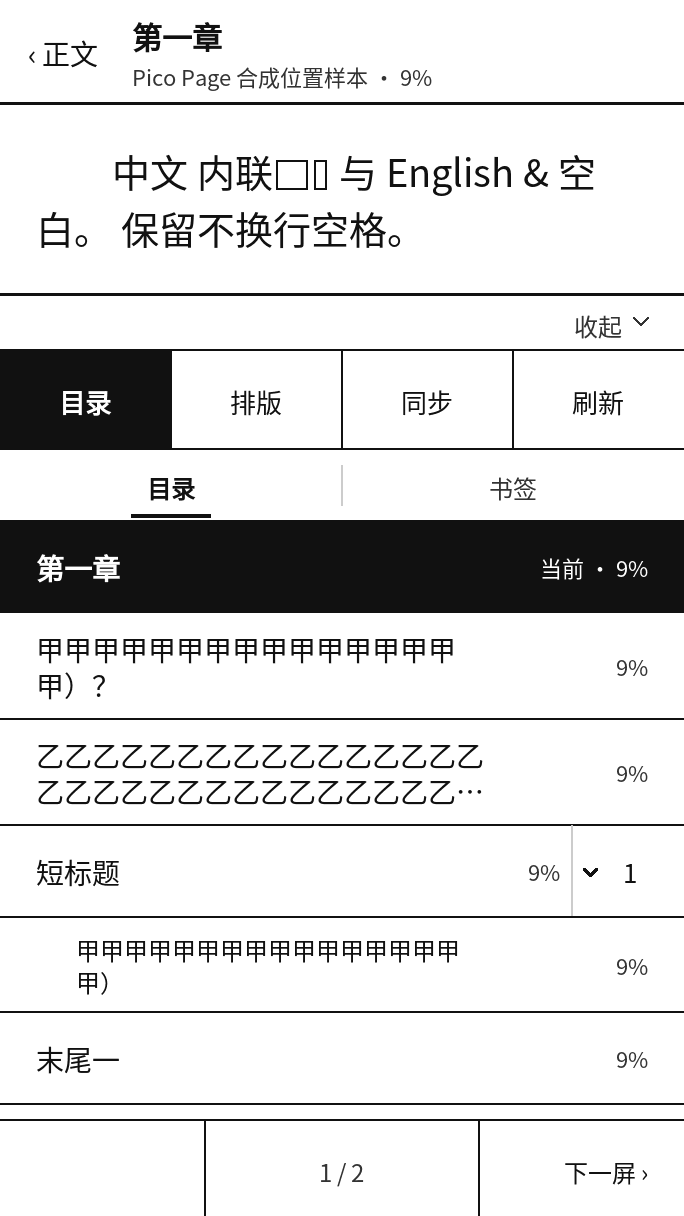 ‹ 正文
第一章
Pico Page 合成位置样本 · 9%
中文 内联□▯ 与 English & 空
白。 保留不换行空格。
收起
目录 排版 同步 刷新
目录 书签
第一章 当前 · 9%
甲甲甲甲甲甲甲甲甲甲甲甲甲甲甲
甲）？ 9%
乙乙乙乙乙乙乙乙乙乙乙乙乙乙乙乙
乙乙乙乙乙乙乙乙乙乙乙乙乙乙乙… 9%
短标题 9% 1
甲甲甲甲甲甲甲甲甲甲甲甲甲甲甲甲
甲） 9%
末尾一 9%
1 / 2 下一屏 ›